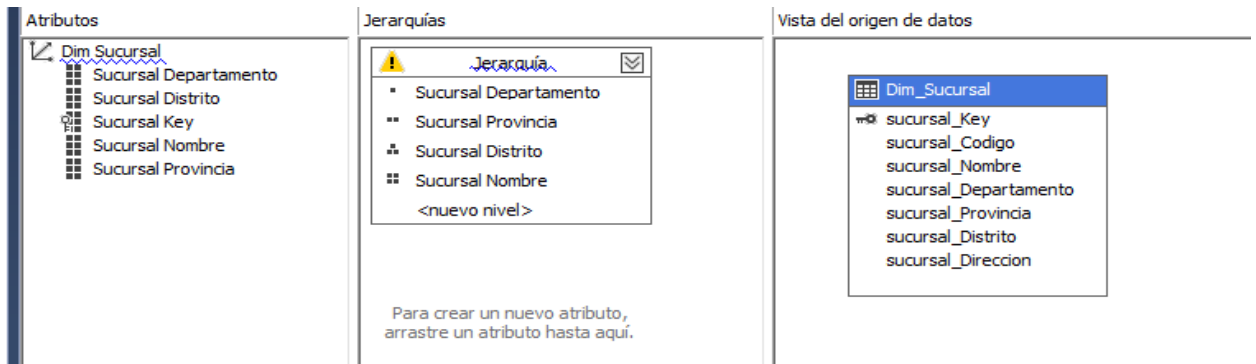 Atributos
Dim Sucursal
Sucursal Departamento
Sucursal Distrito
Sucursal Key
Sucursal Nombre
Sucursal Provincia
Jerarquías
Jerarquía
Sucursal Departamento
Sucursal Provincia
Sucursal Distrito
Sucursal Nombre
<nuevo nivel>
Para crear un nuevo atributo,
arrastre un atributo hasta aquí.
Vista del origen de datos
Dim_Sucursal
sucursal_Key
sucursal_Codigo
sucursal_Nombre
sucursal_Departamento
sucursal_Provincia
sucursal_Distrito
sucursal_Direccion